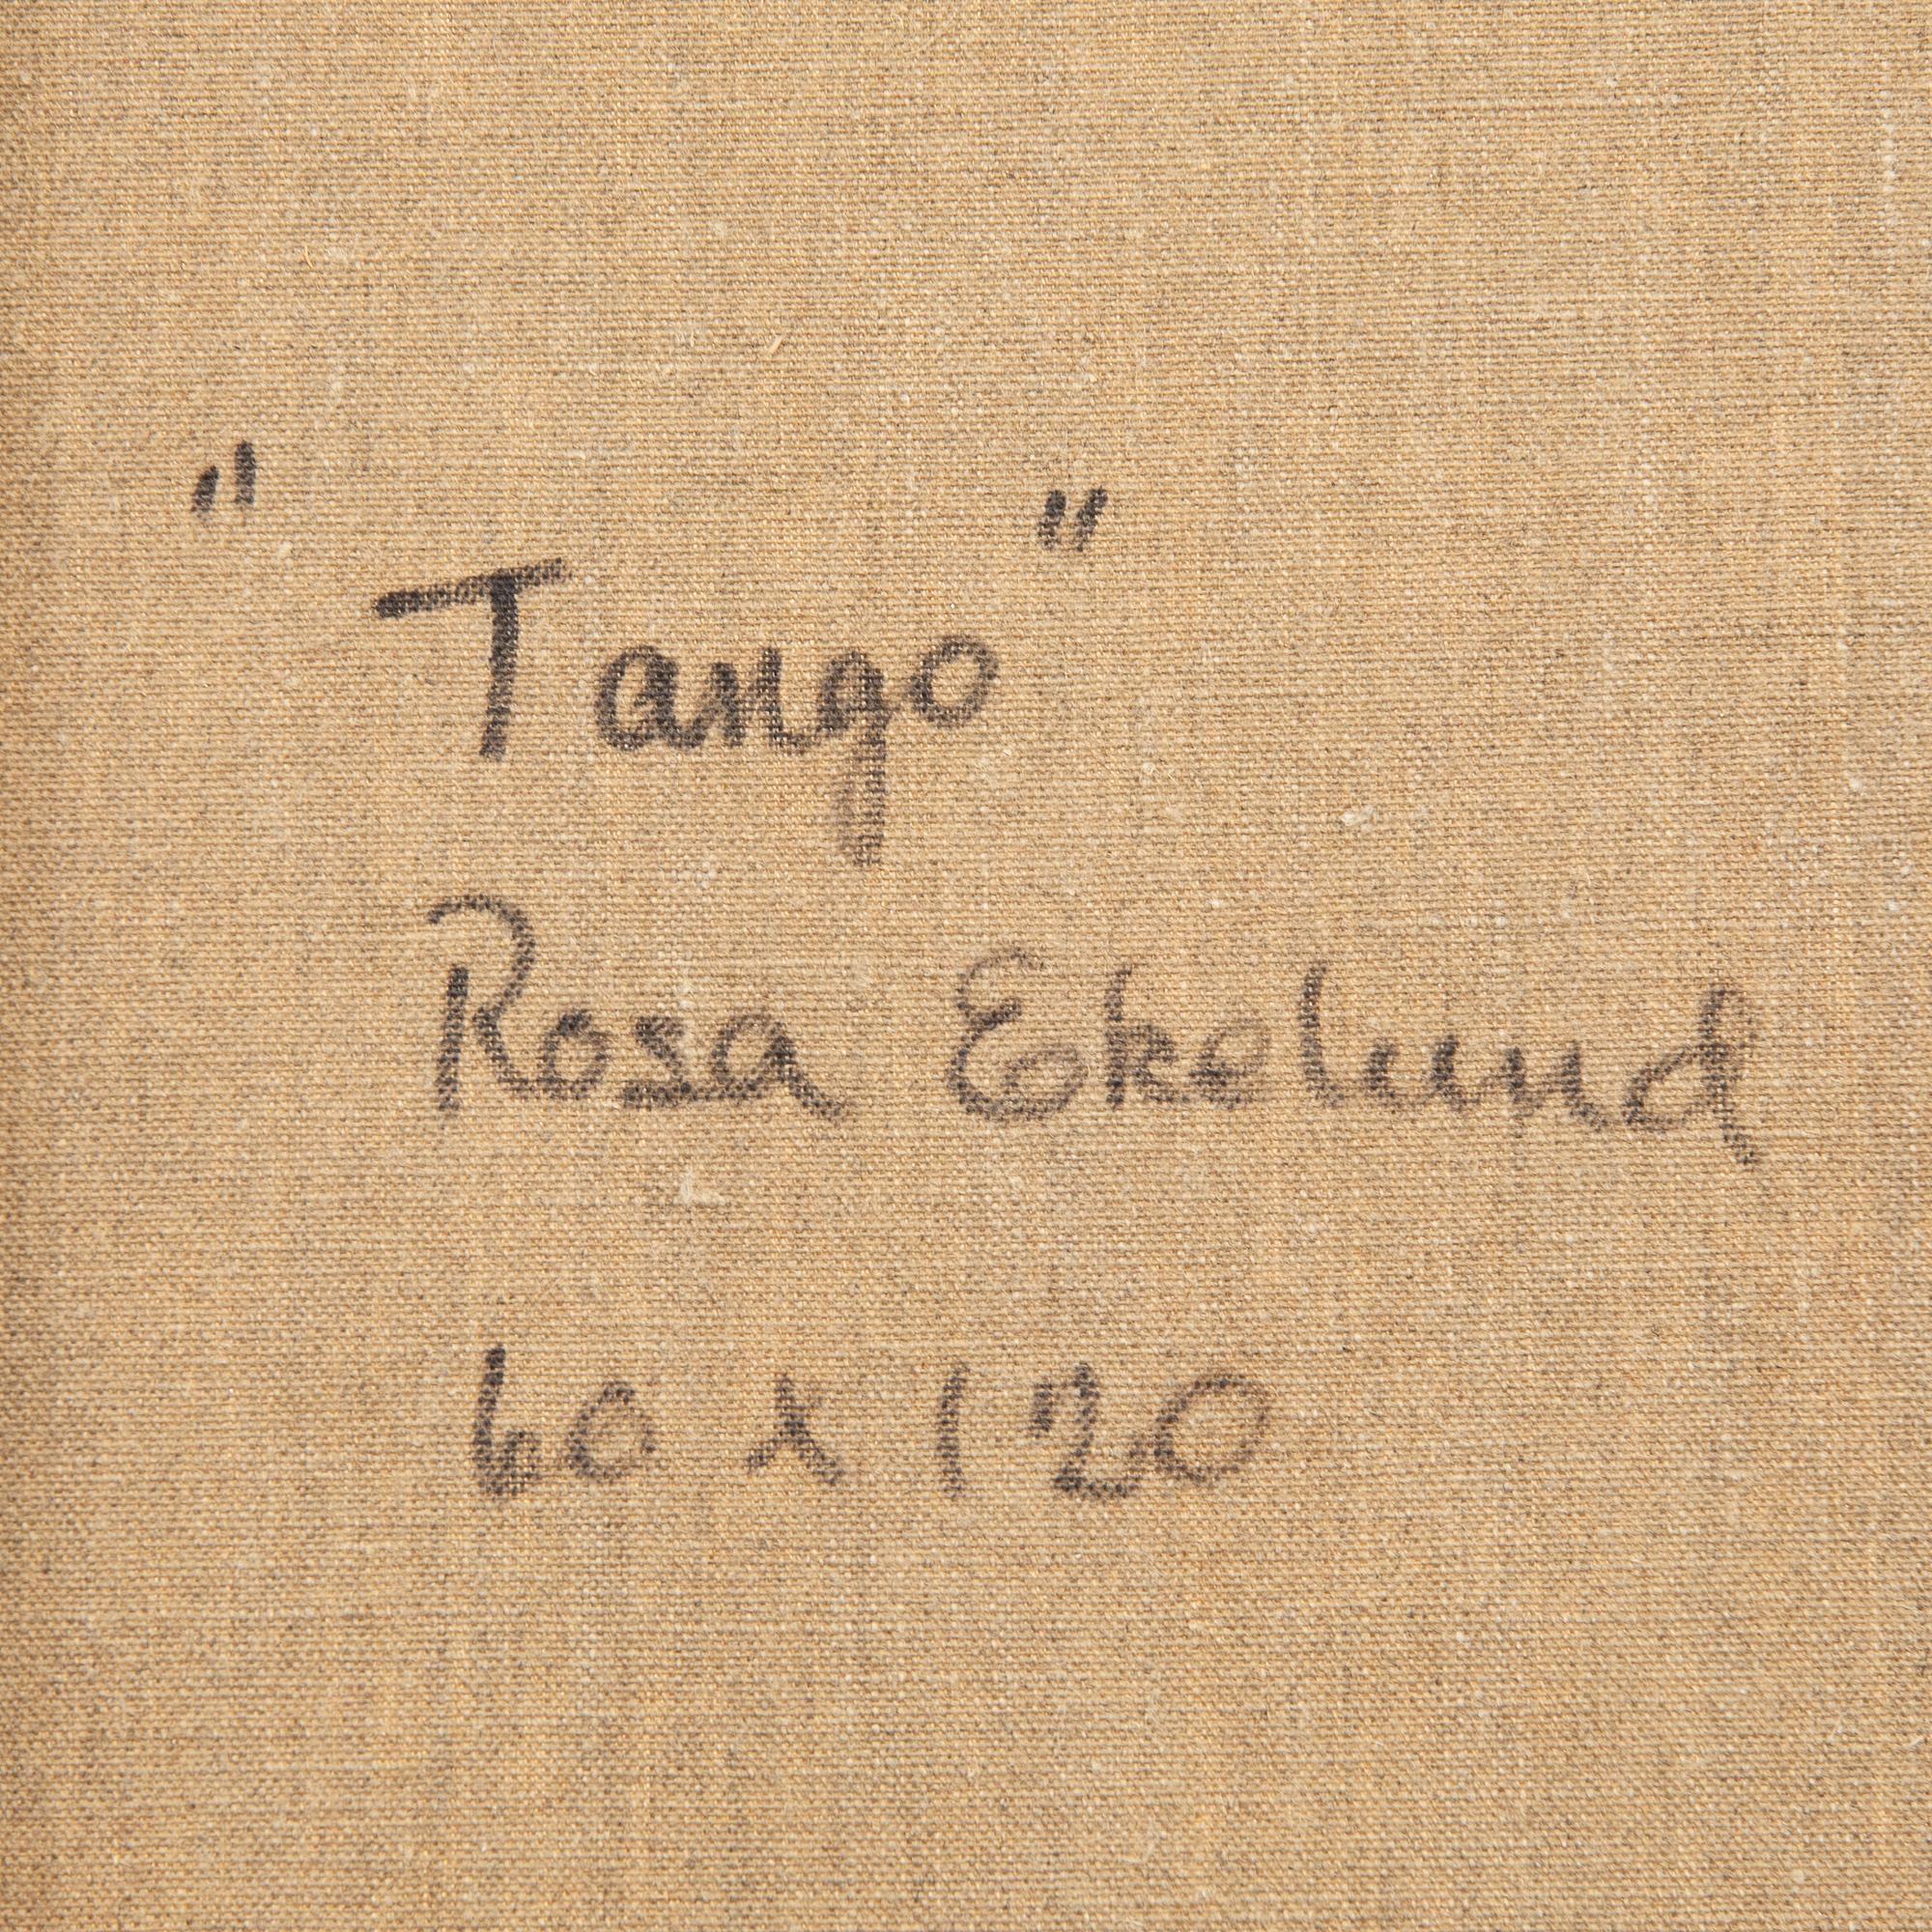 "Tango"
Rosa Ekelund
60 x 120